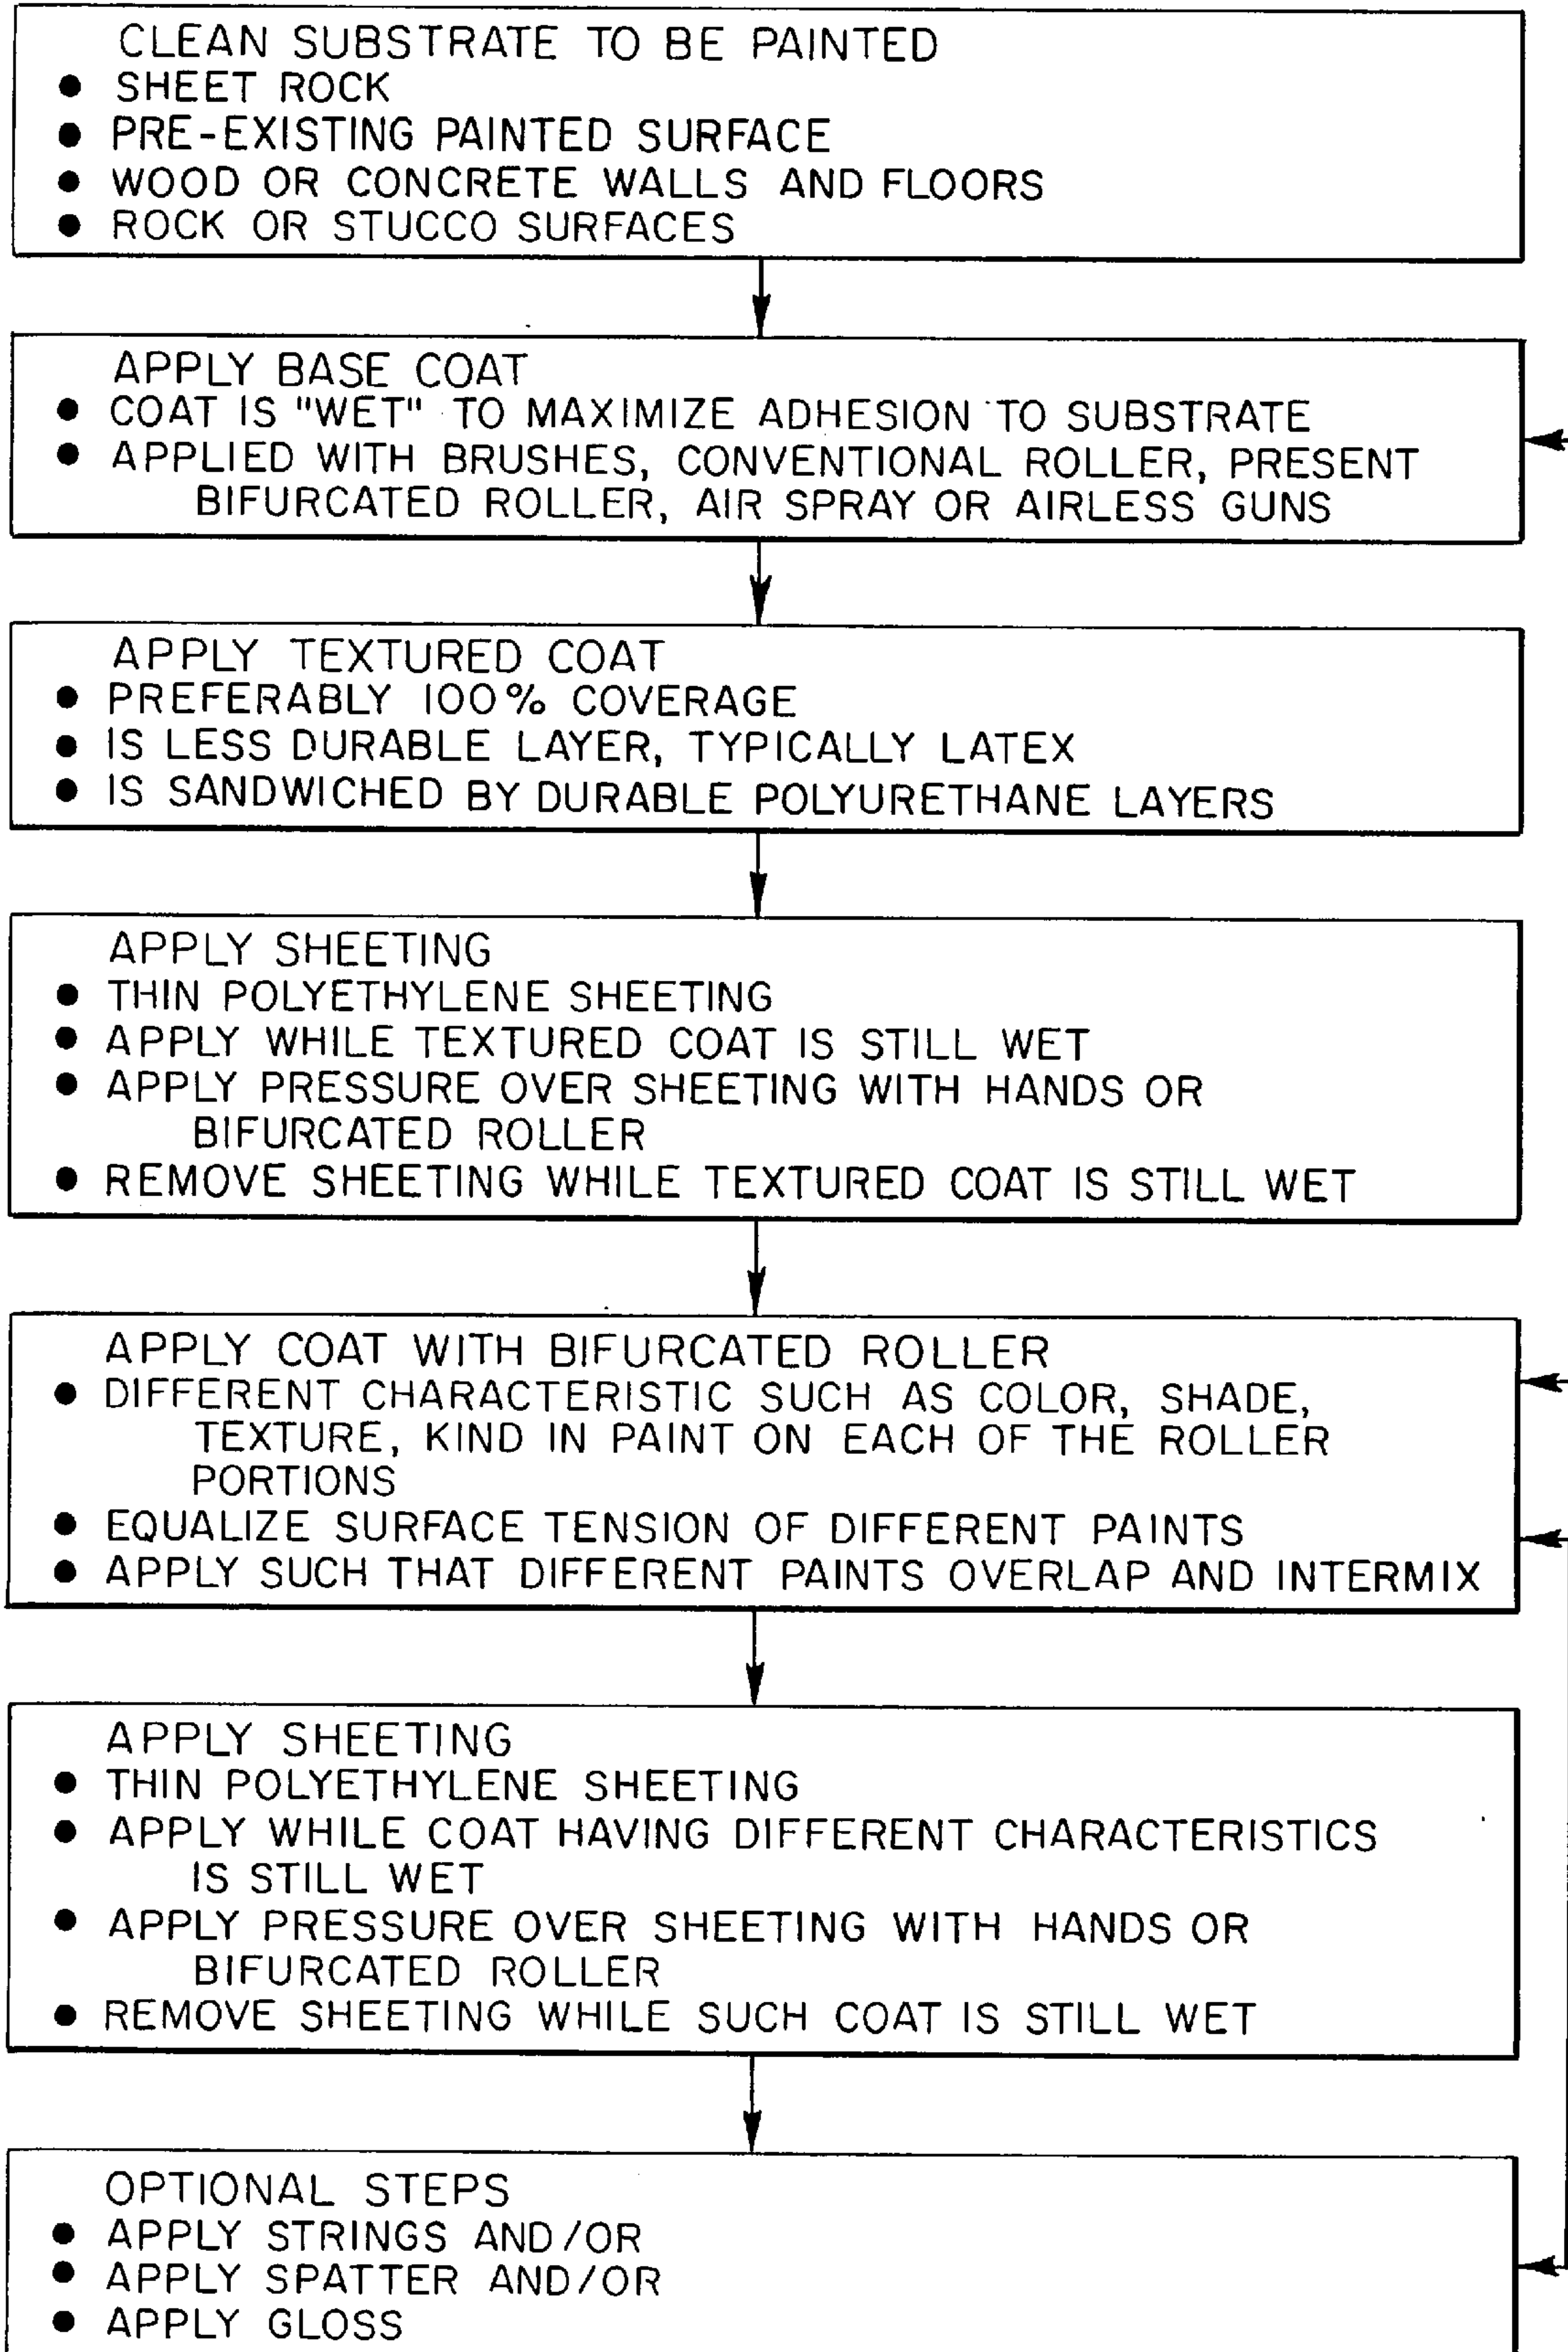 CLEAN SUBSTRATE TO BE PAINTED
● SHEET ROCK
● PRE-EXISTING PAINTED SURFACE
● WOOD OR CONCRETE WALLS AND FLOORS
● ROCK OR STUCCO SURFACES
APPLY BASE COAT
● COAT IS "WET" TO MAXIMIZE ADHESION TO SUBSTRATE
● APPLIED WITH BRUSHES, CONVENTIONAL ROLLER, PRESENT
BIFURCATED ROLLER, AIR SPRAY OR AIRLESS GUNS
APPLY TEXTURED COAT
● PREFERABLY 100% COVERAGE
● IS LESS DURABLE LAYER, TYPICALLY LATEX
● IS SANDWICHED BY DURABLE POLYURETHANE LAYERS
APPLY SHEETING
● THIN POLYETHYLENE SHEETING
● APPLY WHILE TEXTURED COAT IS STILL WET
● APPLY PRESSURE OVER SHEETING WITH HANDS OR
BIFURCATED ROLLER
● REMOVE SHEETING WHILE TEXTURED COAT IS STILL WET
APPLY COAT WITH BIFURCATED ROLLER
● DIFFERENT CHARACTERISTIC SUCH AS COLOR, SHADE,
TEXTURE, KIND IN PAINT ON EACH OF THE ROLLER
PORTIONS
● EQUALIZE SURFACE TENSION OF DIFFERENT PAINTS
● APPLY SUCH THAT DIFFERENT PAINTS OVERLAP AND INTERMIX
APPLY SHEETING
● THIN POLYETHYLENE SHEETING
● APPLY WHILE COAT HAVING DIFFERENT CHARACTERISTICS
IS STILL WET
● APPLY PRESSURE OVER SHEETING WITH HANDS OR
BIFURCATED ROLLER
● REMOVE SHEETING WHILE SUCH COAT IS STILL WET
OPTIONAL STEPS
● APPLY STRINGS AND/OR
● APPLY SPATTER AND/OR
● APPLY GLOSS